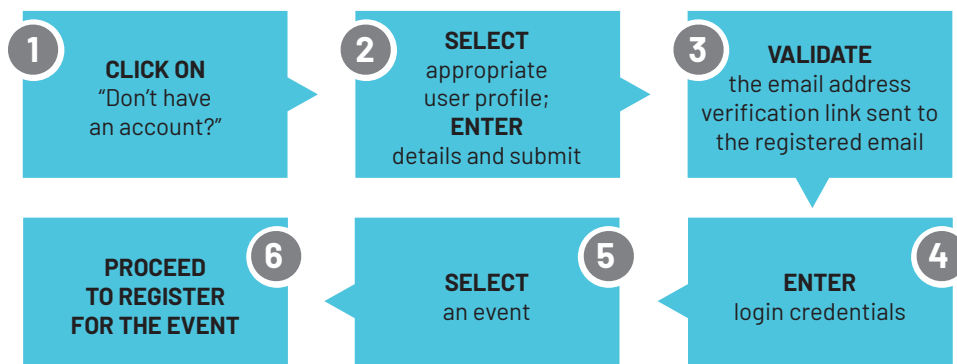 1
CLICK ON
“Don’t have
an account?”
2
SELECT
appropriate
user profile;
ENTER
details and submit
3
VALIDATE
the email address
verification link sent to
the registered email
4
ENTER
login credentials
5
SELECT
an event
6
PROCEED
TO REGISTER
FOR THE EVENT